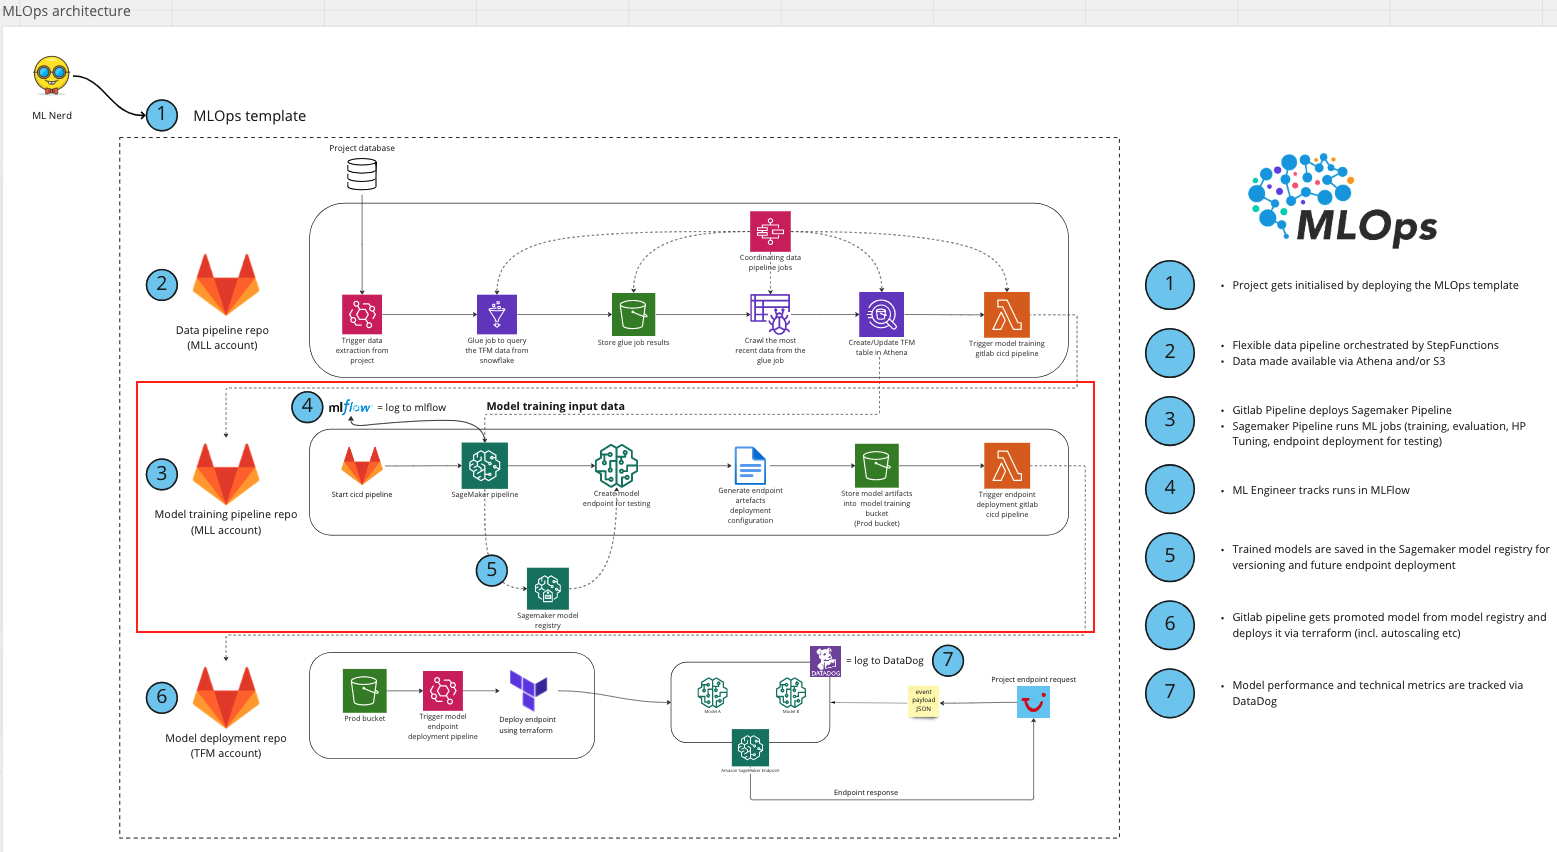 MLOps architecture
ML Nerd
1
MLOps template
Project database
Coordinating data
pipeline jobs
2
Data pipeline repo
(MLL account)
Trigger data
extraction from
project
Glue job to query
the TFM data from
snowflake
Store glue job results
Crawl the most
recent data from the
glue job
Create/Update TFM
table in Athena
Trigger model training
gitlab cicd pipeline
4
mlflow
= log to mlflow
Model training input data
3
Model training pipeline repo
(MLL account)
Start cicd pipeline
SageMaker pipeline
Create model
endpoint for testing
Generate endpoint
artefacts
deployment
configuration
Store model artifacts
into model training
bucket
(Prod bucket)
Trigger endpoint
deployment gitlab
cicd pipeline
5
Sagemaker model
registry
6
Model deployment repo
(TFM account)
Prod bucket
Trigger model
endpoint
deployment pipeline
Deploy endpoint
using terraform
Model A
Model B
DATADOG
= log to DataDog
7
Amazon SageMaker Endpoint
event
payload
JSON
Project endpoint request
Endpoint response
MLOps
1
• Project gets initialised by deploying the MLOps template
2
• Flexible data pipeline orchestrated by StepFunctions
• Data made available via Athena and/or S3
3
• Gitlab Pipeline deploys Sagemaker Pipeline
• Sagemaker Pipeline runs ML jobs (training, evaluation, HP
Tuning, endpoint deployment for testing)
4
• ML Engineer tracks runs in MLFlow
5
• Trained models are saved in the Sagemaker model registry for
versioning and future endpoint deployment
6
• Gitlab pipeline gets promoted model from model registry and
deploys it via terraform (incl. autoscaling etc)
7
• Model performance and technical metrics are tracked via
DataDog